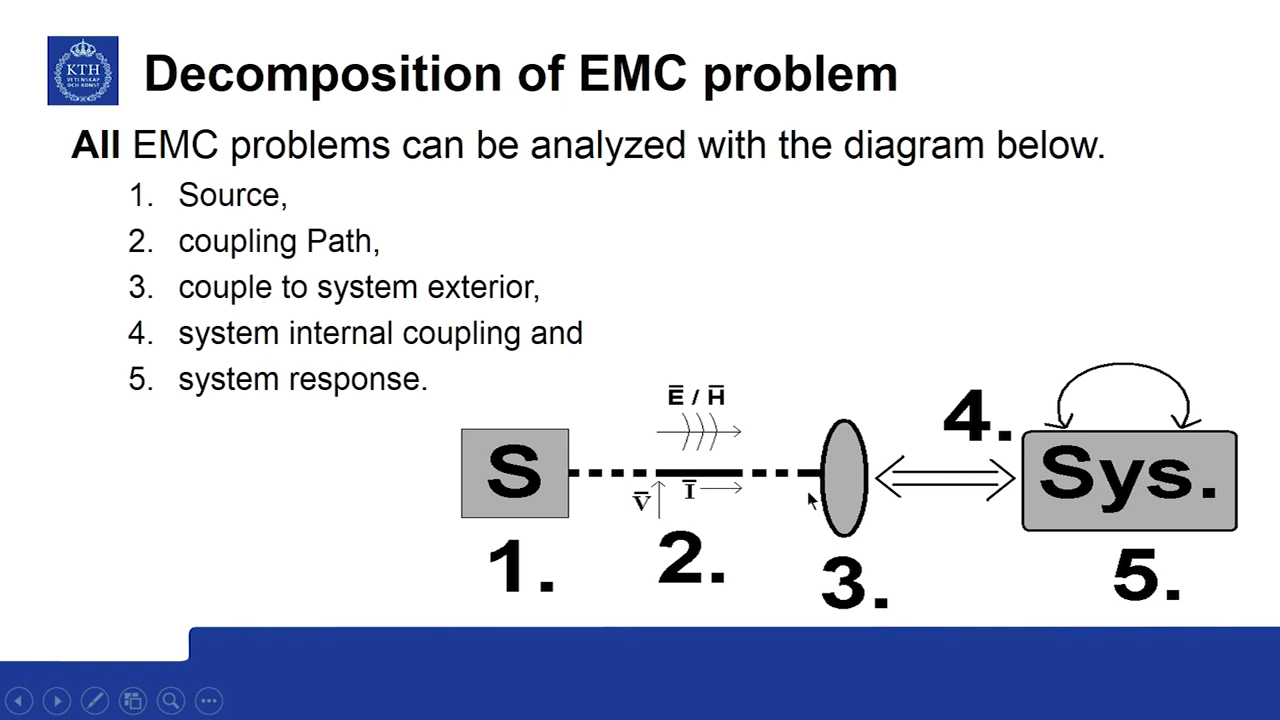 KTH
VETENSKAP
OCH KONST
Decomposition of EMC problem
All EMC problems can be analyzed with the diagram below.
1. Source,
2. coupling Path,
3. couple to system exterior,
4. system internal coupling and
5. system response.
E̅ / H̅
4.
S
Sys.
V̅
I̅
1.
2.
3.
5.